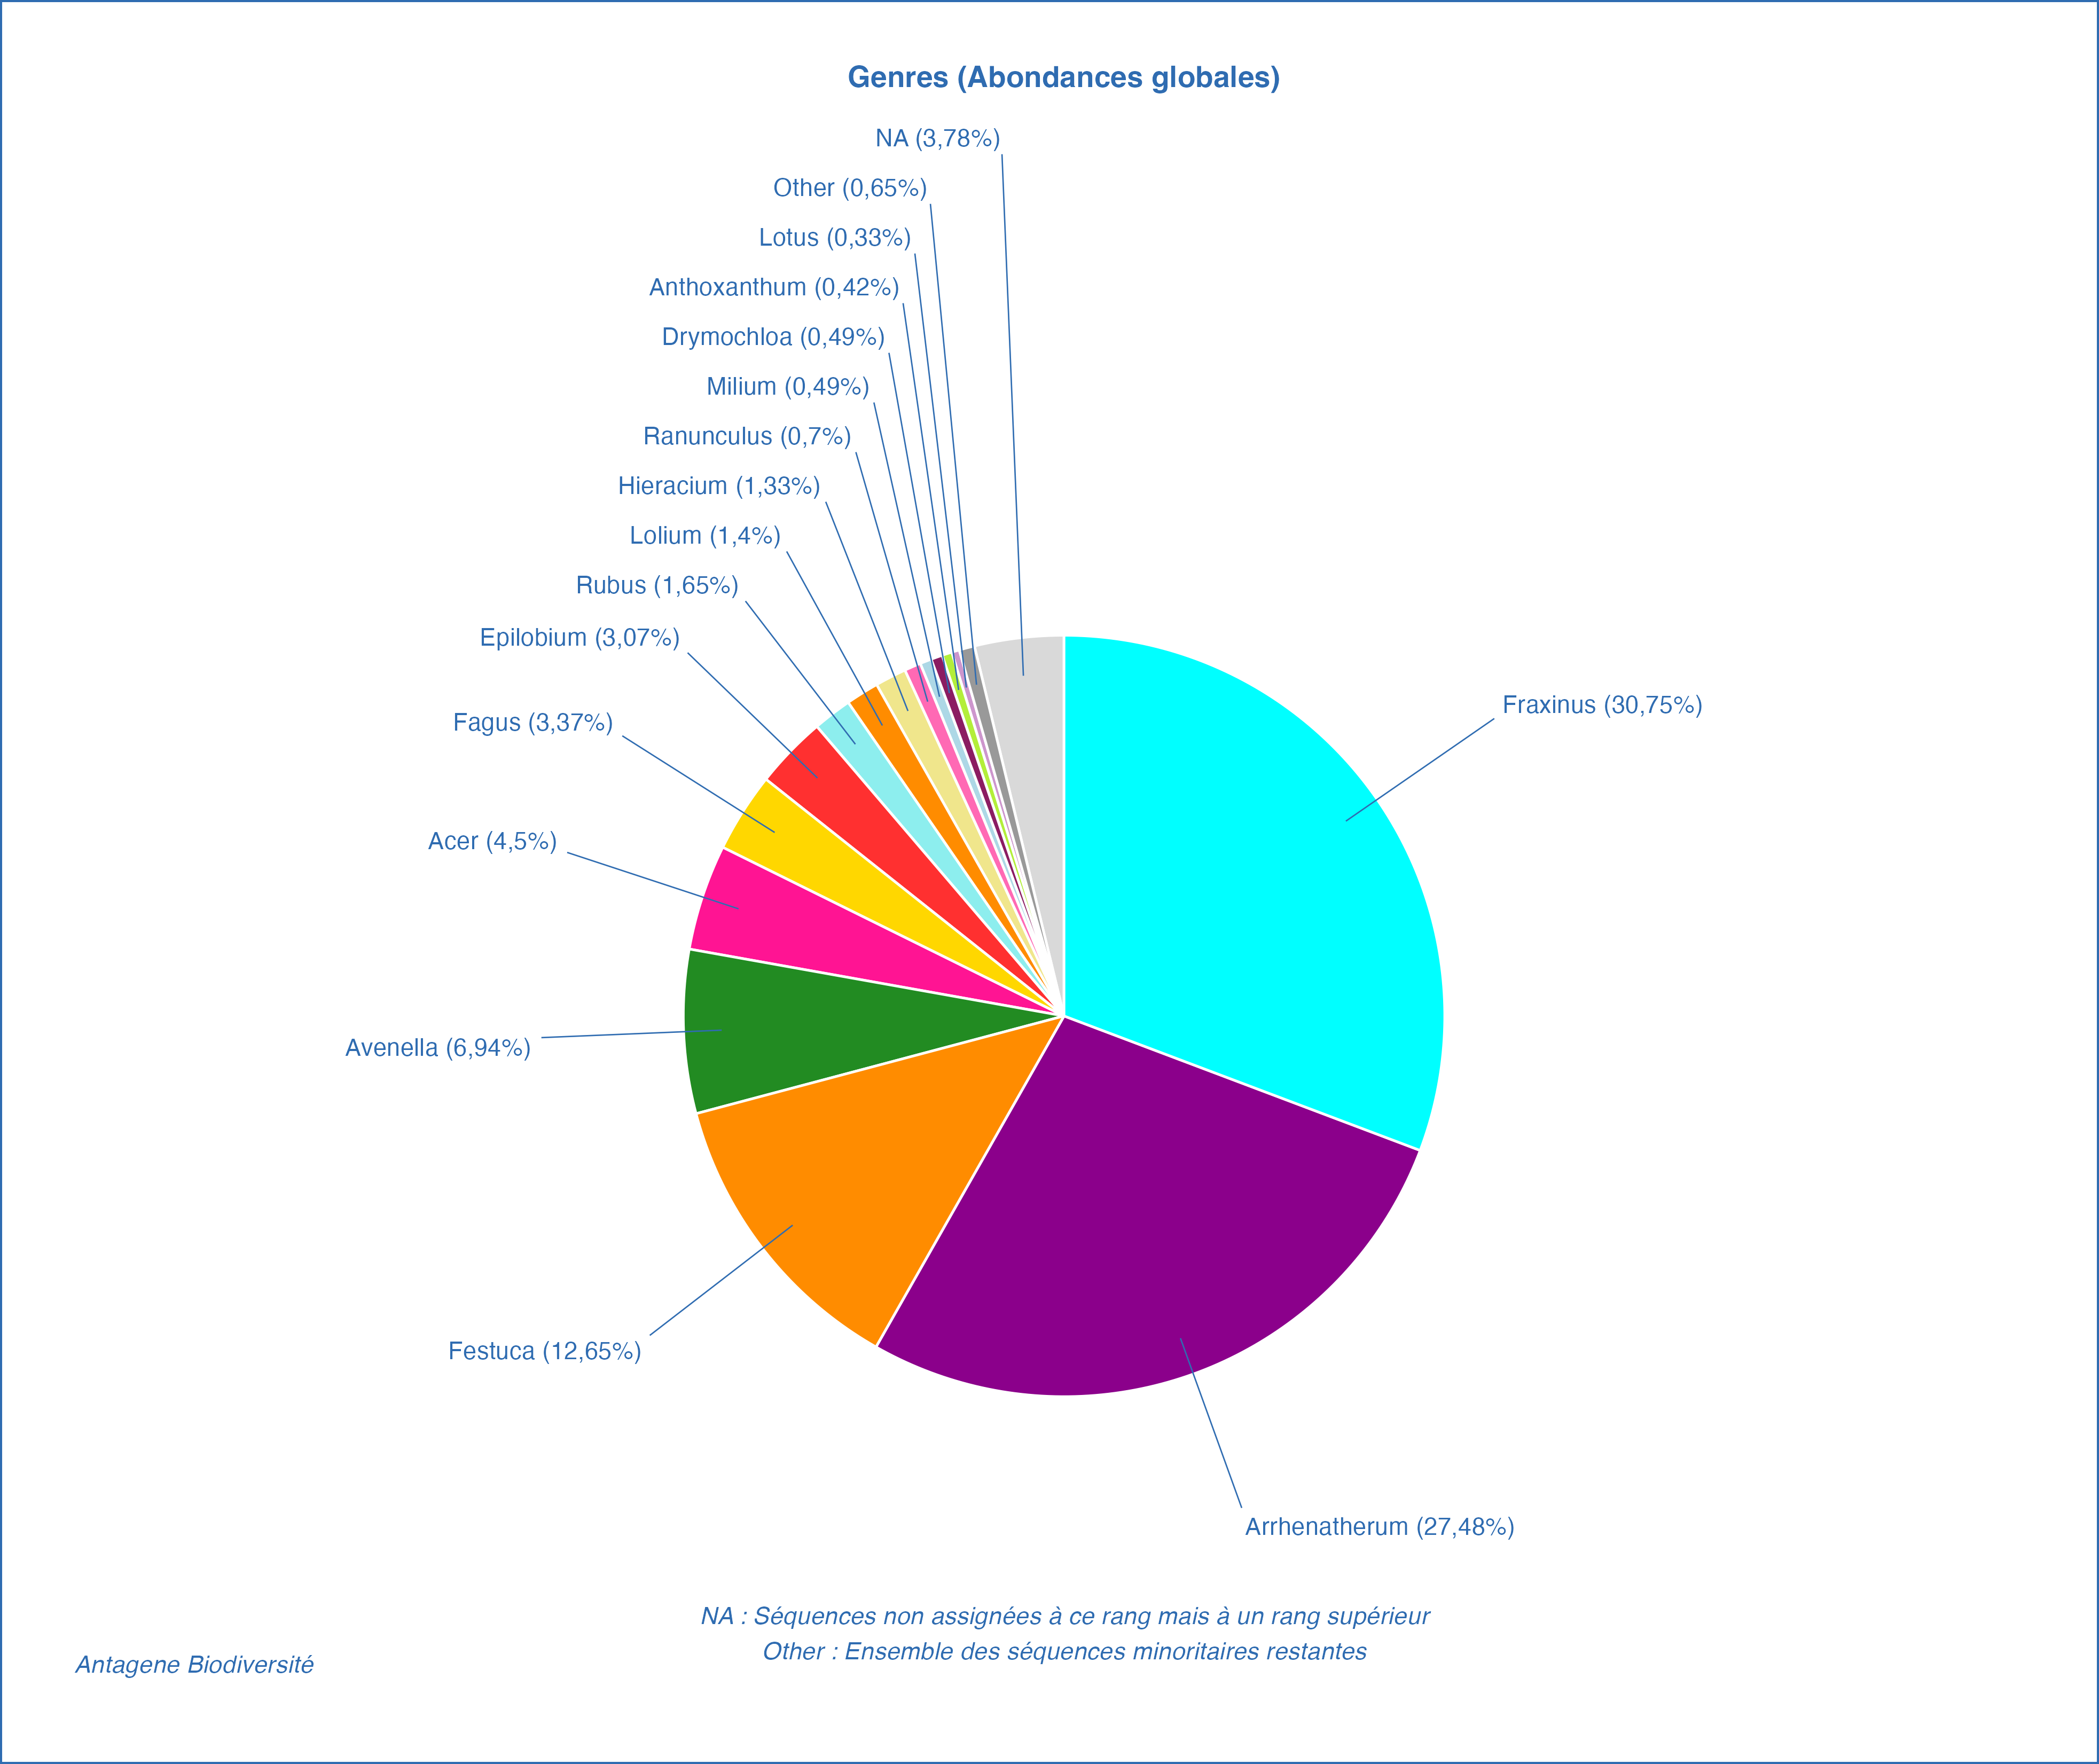 Genres (Abondances globales)
NA (3,78%)
Other (0,65%)
Lotus (0,33%)
Anthoxanthum (0,42%)
Drymochloa (0,49%)
Milium (0,49%)
Ranunculus (0,7%)
Hieracium (1,33%)
Lolium (1,4%)
Rubus (1,65%)
Epilobium (3,07%)
Fagus (3,37%)
Acer (4,5%)
Avenella (6,94%)
Festuca (12,65%)
Fraxinus (30,75%)
Arrhenatherum (27,48%)
NA : Séquences non assignées à ce rang mais à un rang supérieur
Other : Ensemble des séquences minoritaires restantes
Antagene Biodiversité